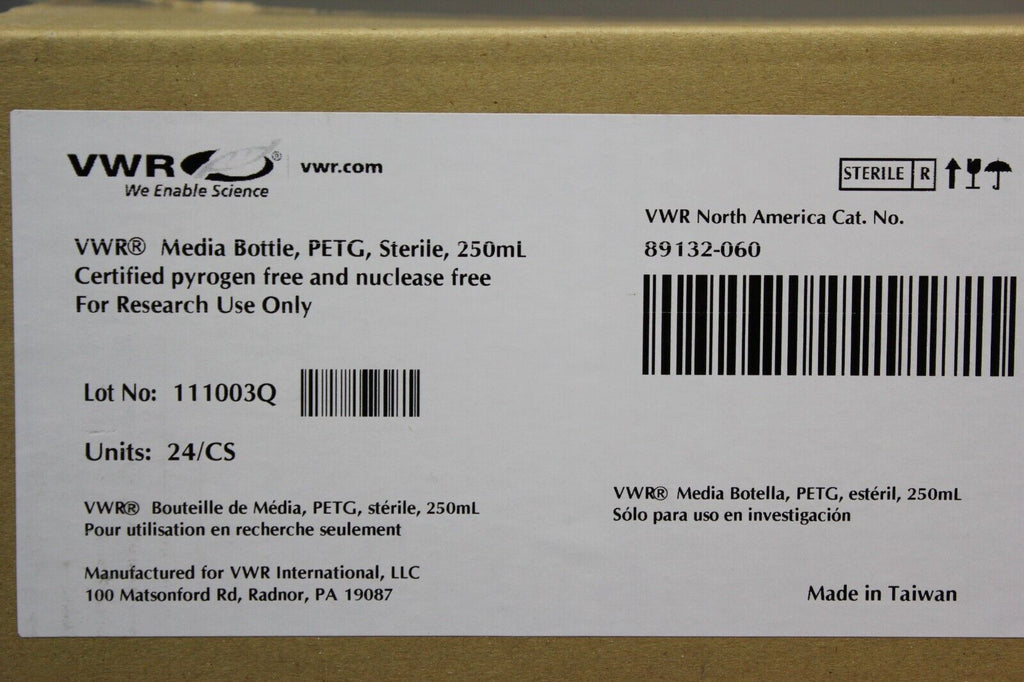 VWR® vwr.com
We Enable Science
VWR® Media Bottle, PETG, Sterile, 250mL
Certified pyrogen free and nuclease free
For Research Use Only
Lot No: 111003Q
Units: 24/CS
VWR® Bouteille de Média, PETG, stérile, 250mL
Pour utilisation en recherche seulement
Manufactured for VWR International, LLC
100 Matsonford Rd, Radnor, PA 19087
STERILE R
VWR North America Cat. No.
89132-060
VWR® Media Botella, PETG, estéril, 250mL
Sólo para uso en investigación
Made in Taiwan